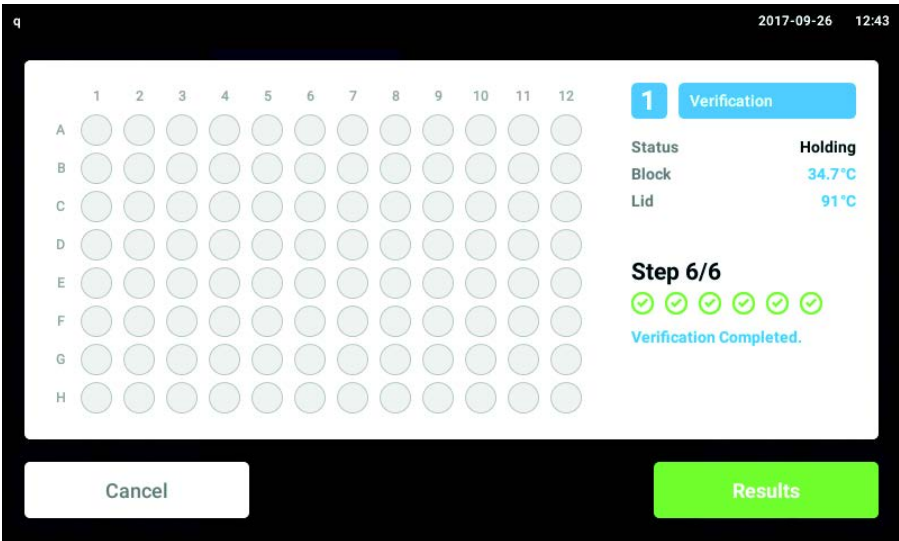 q 2017-09-26 12:43
1 2 3 4 5 6 7 8 9 10 11 12
A
B
C
D
E
F
G
H
1 Verification
Status Holding
Block 34.7°C
Lid 91°C
Step 6/6
Verification Completed.
Cancel Results